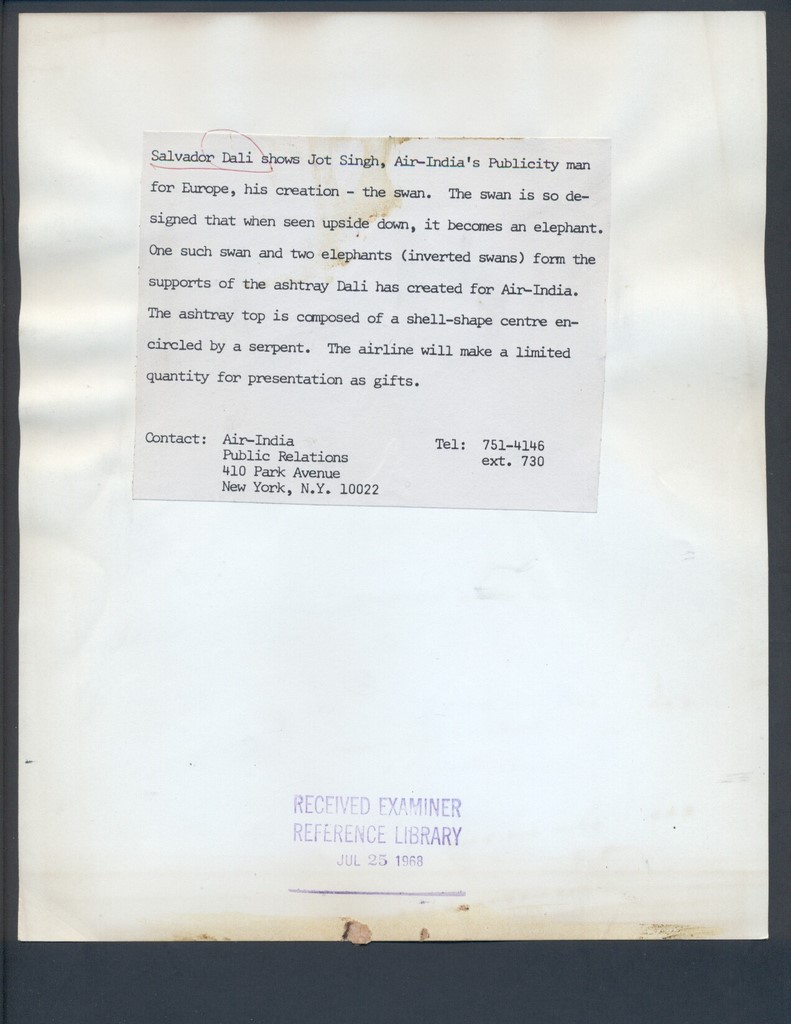 Salvador Dali shows Jot Singh, Air-India's Publicity man
for Europe, his creation - the swan. The swan is so de-
signed that when seen upside down, it becomes an elephant.
One such swan and two elephants (inverted swans) form the
supports of the ashtray Dali has created for Air-India.
The ashtray top is composed of a shell-shape centre en-
circled by a serpent. The airline will make a limited
quantity for presentation as gifts.
Contact: Air-India Tel: 751-4146
Public Relations ext. 730
410 Park Avenue
New York, N.Y. 10022
RECEIVED EXAMINER
REFERENCE LIBRARY
JUL 25 1968